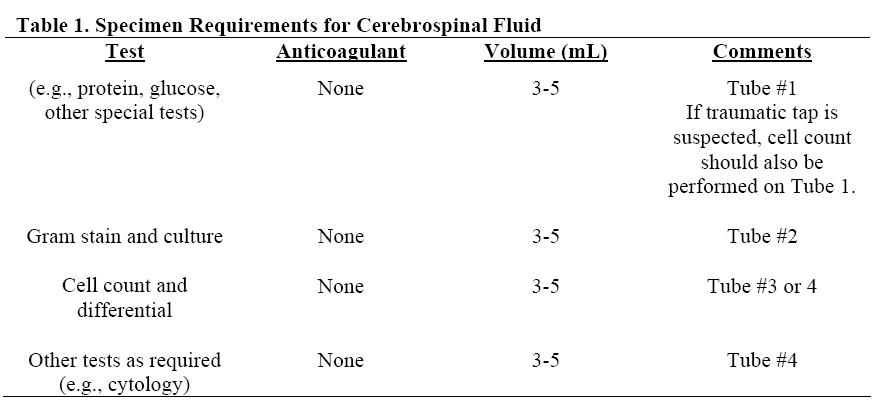 Table 1. Specimen Requirements for Cerebrospinal Fluid
Test Anticoagulant Volume (mL) Comments
(e.g., protein, glucose, None 3-5 Tube #1
other special tests) If traumatic tap is
suspected, cell count
should also be
performed on Tube 1.
Gram stain and culture None 3-5 Tube #2
Cell count and None 3-5 Tube #3 or 4
differential
Other tests as required None 3-5 Tube #4
(e.g., cytology)